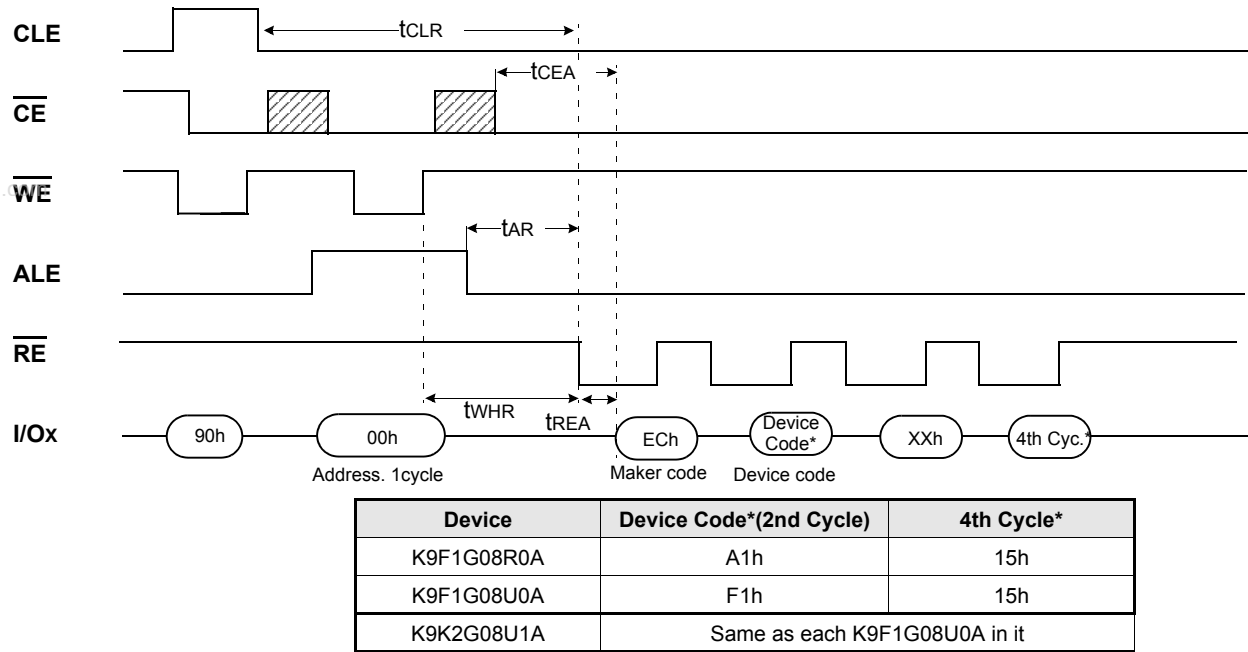 CLE
tCLR
tCEA
CE
.com
WE
tAR
ALE
RE
tWHR
tREA
I/Ox
90h
00h
ECh
Device
Code*
XXh
4th Cyc.*
Address. 1cycle
Maker code
Device code
Device Device Code*(2nd Cycle) 4th Cycle*
K9F1G08R0A A1h 15h
K9F1G08U0A F1h 15h
K9K2G08U1A Same as each K9F1G08U0A in it